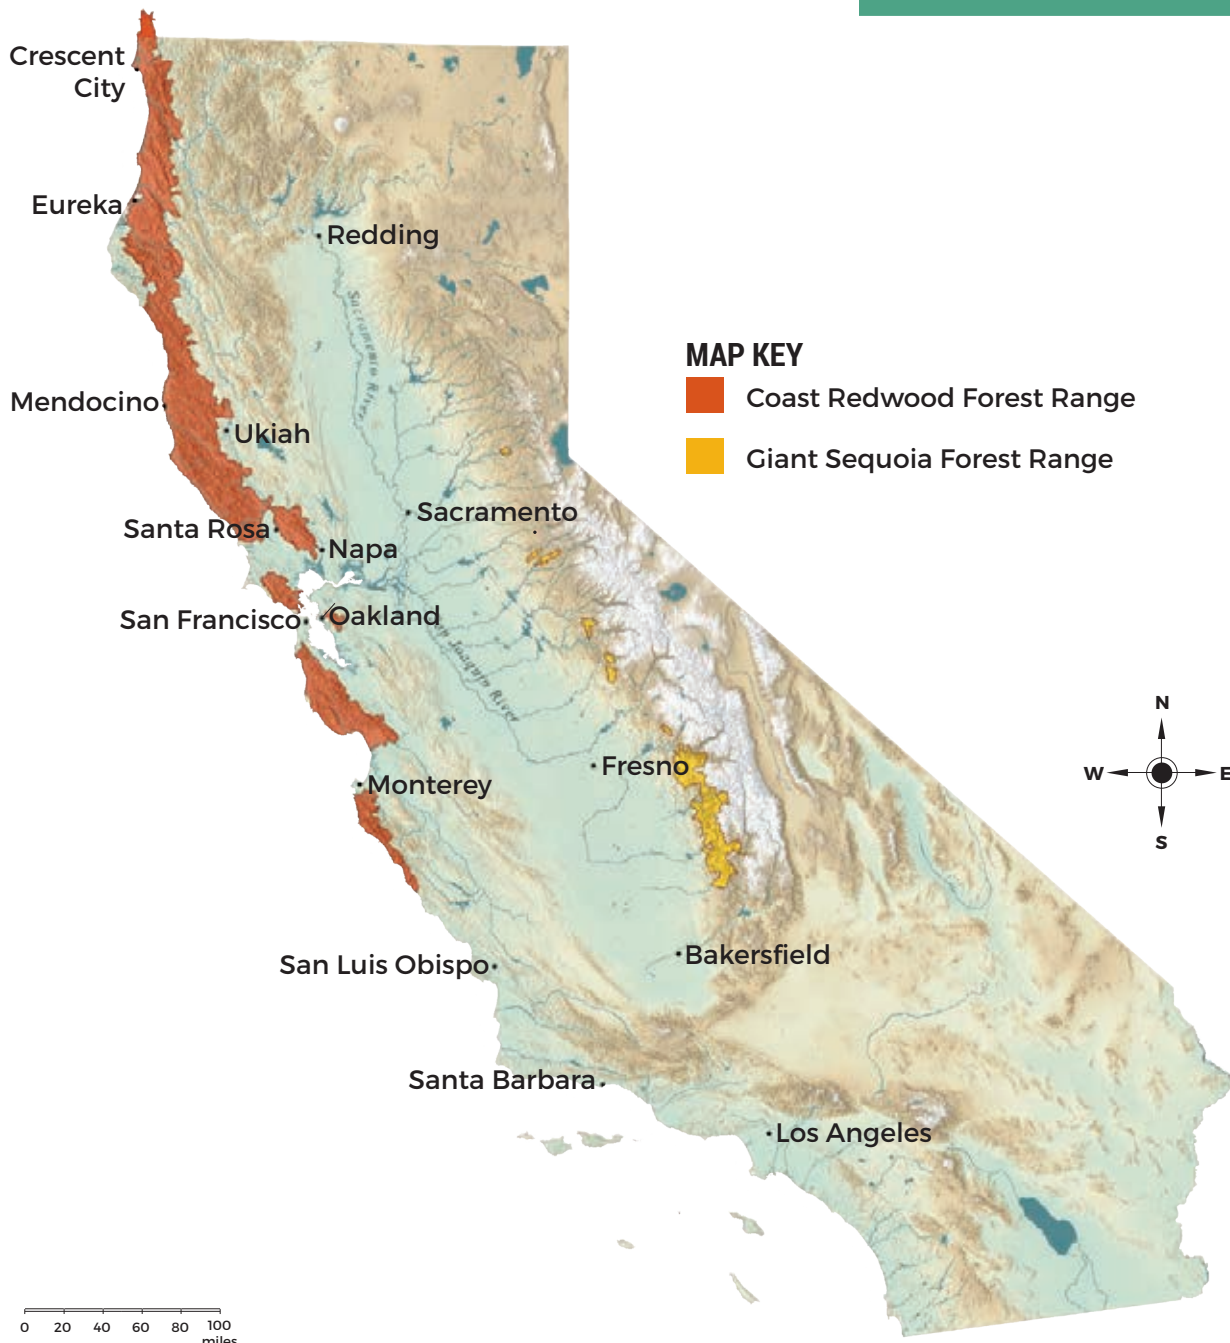 Crescent
City
Eureka
Redding
Sacramento River
MAP KEY
Coast Redwood Forest Range
Giant Sequoia Forest Range
Mendocino
Ukiah
Sacramento
Santa Rosa
Napa
San Francisco
Oakland
San Joaquin River
N
W
E
S
Fresno
Monterey
San Luis Obispo
Bakersfield
Santa Barbara
Los Angeles
0 20 40 60 80 100
miles